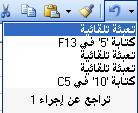 تعبئة تلقائية
كتابة '5' في F13
تعبئة تلقائية
تعبئة تلقائية
كتابة '10' في C5
تراجع عن إجراء 1